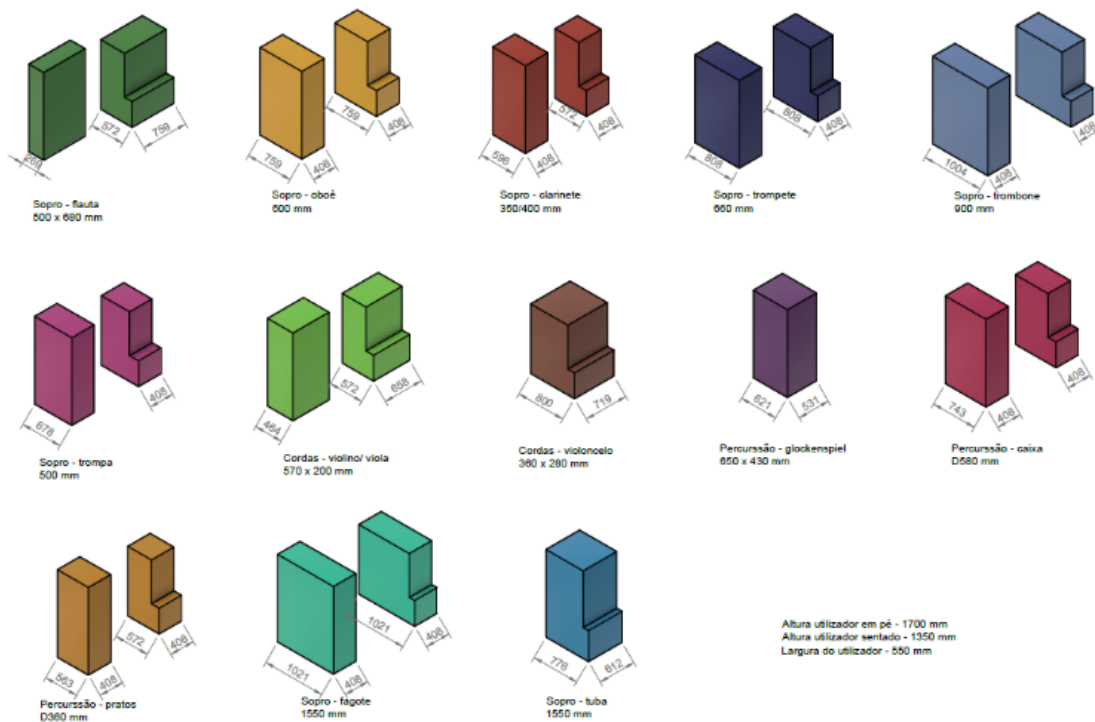 269
572
759
Sopro - flauta
500 x 680 mm
759
408
759
408
Sopro - oboé
600 mm
596
408
572
408
Sopro - clarinete
350/400 mm
808
808
408
Sopro - trompete
660 mm
1004
408
408
Sopro - trombone
900 mm
678
408
Sopro - trompa
500 mm
464
572
658
Cordas - violino/ viola
570 x 200 mm
800
719
Cordas - violoncelo
360 x 280 mm
621
531
Percurssão - glockenspiel
650 x 430 mm
743
408
408
Percurssão - caixa
D580 mm
563
408
572
408
Percurssão - pratos
D360 mm
1021
408
1021
408
Sopro - fagote
1550 mm
778
612
Sopro - tuba
1550 mm
Altura utilizador em pé - 1700 mm
Altura utilizador sentado - 1350 mm
Largura do utilizador - 550 mm